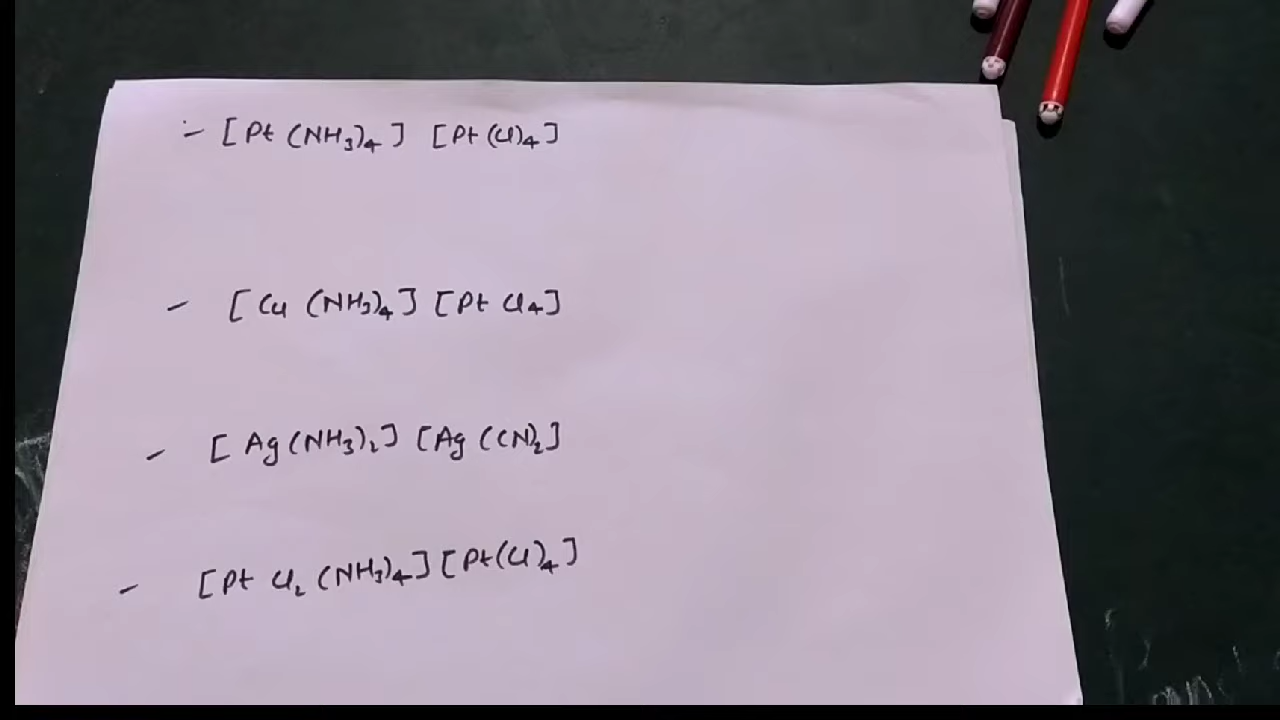 :- [Pt (NH3)4] [Pt(Cl)4]
- [Cu (NH3)4] [Pt Cl4]
- [Ag(NH3)2] [Ag (CN)2]
- [Pt Cl2 (NH3)4] [Pt(Cl)4]